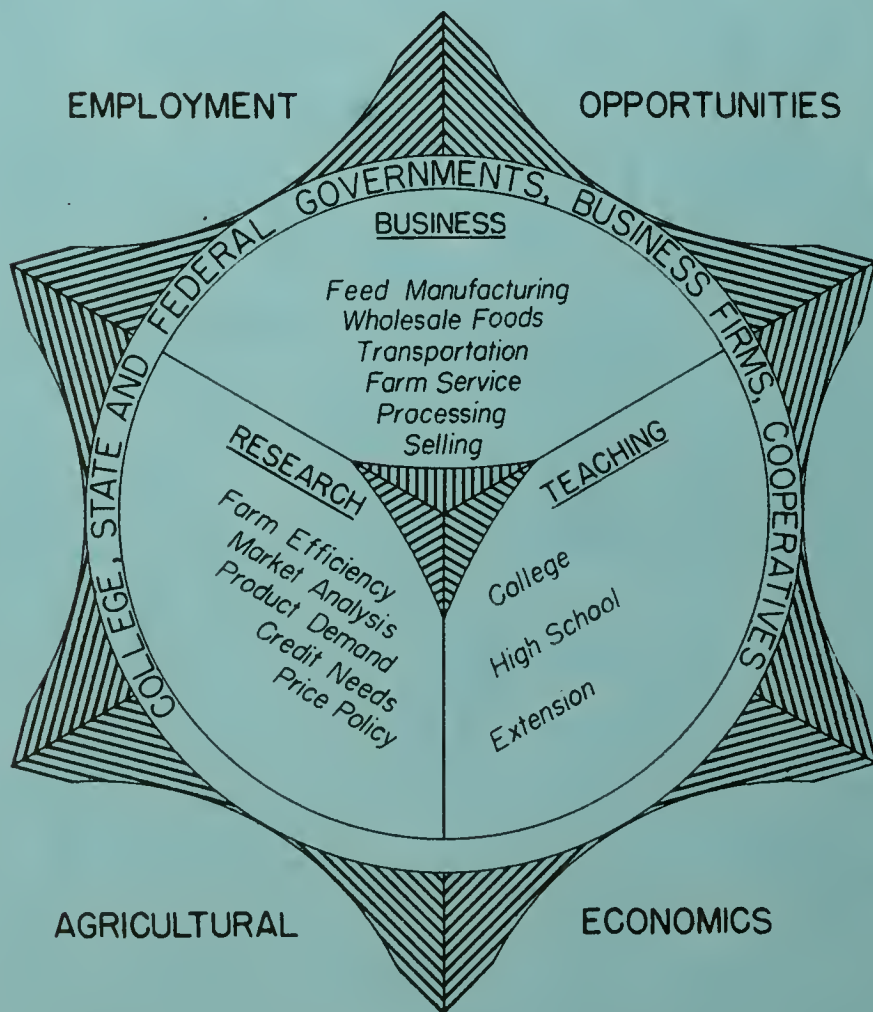 EMPLOYMENT OPPORTUNITIES
COLLEGE, STATE AND FEDERAL GOVERNMENTS, BUSINESS FIRMS, COOPERATIVES
BUSINESS
Feed Manufacturing
Wholesale Foods
Transportation
Farm Service
Processing
Selling
RESEARCH
Farm Efficiency
Market Analysis
Product Demand
Credit Needs
Price Policy
TEACHING
College
High School
Extension
AGRICULTURAL ECONOMICS